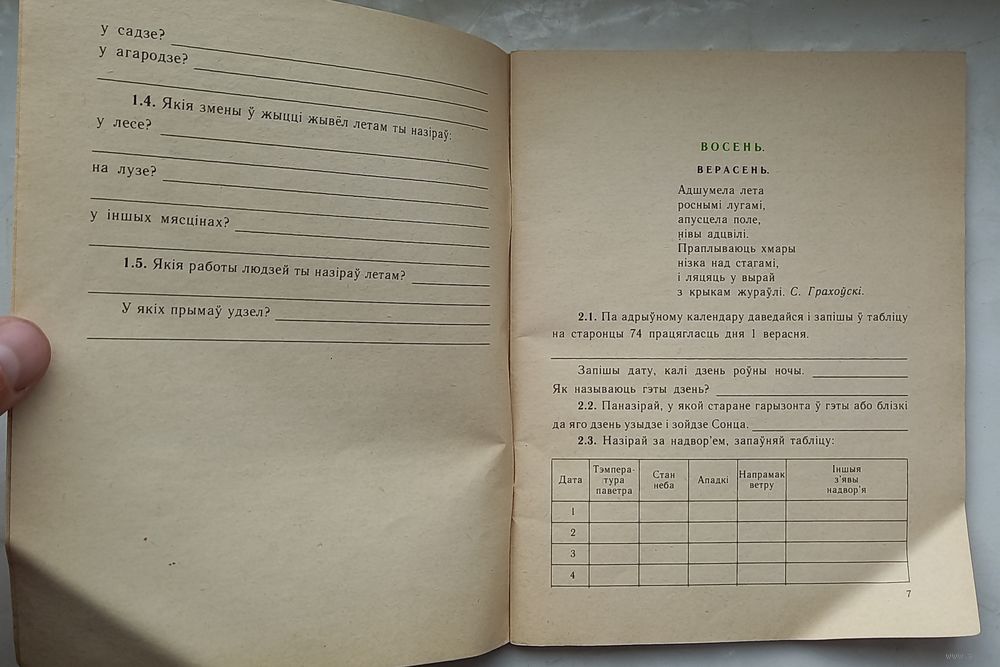 у садзе?
у агародзе?
1.4. Якія змены ў жыцці жывёл летам ты назіраў:
у лесе?
на лузе?
у іншых мясцінах?
1.5. Якія работы людзей ты назіраў летам?
У якіх прымаў удзел?
ВОСЕНЬ.
ВЕРАСЕНЬ.
Адшумела лета
роснымі лугамі,
апусцела поле,
нівы адцвілі.
Праплываюць хмары
нізка над стагамі,
і ляцяць у вырай
з крыкам жураўлі. С. Грахоўскі.
2.1. Па адрыўному календару даведайся і запішы ў табліцу
на старонцы 74 працягласць дня 1 верасня.
Запішы дату, калі дзень роўны ночы.
Як называюць гэты дзень?
2.2. Паназірай, у якой старане гарызонта ў гэты або блізкі
да яго дзень узыдзе і зойдзе Сонца.
2.3. Назірай за надвор'ем, запаўняй табліцу:
Дата
Тэмпера-
тура
паветра
Стан
неба
Ападкі
Напрамак
ветру
Іншыя
з'явы
надвор'я
1
2
3
4
7